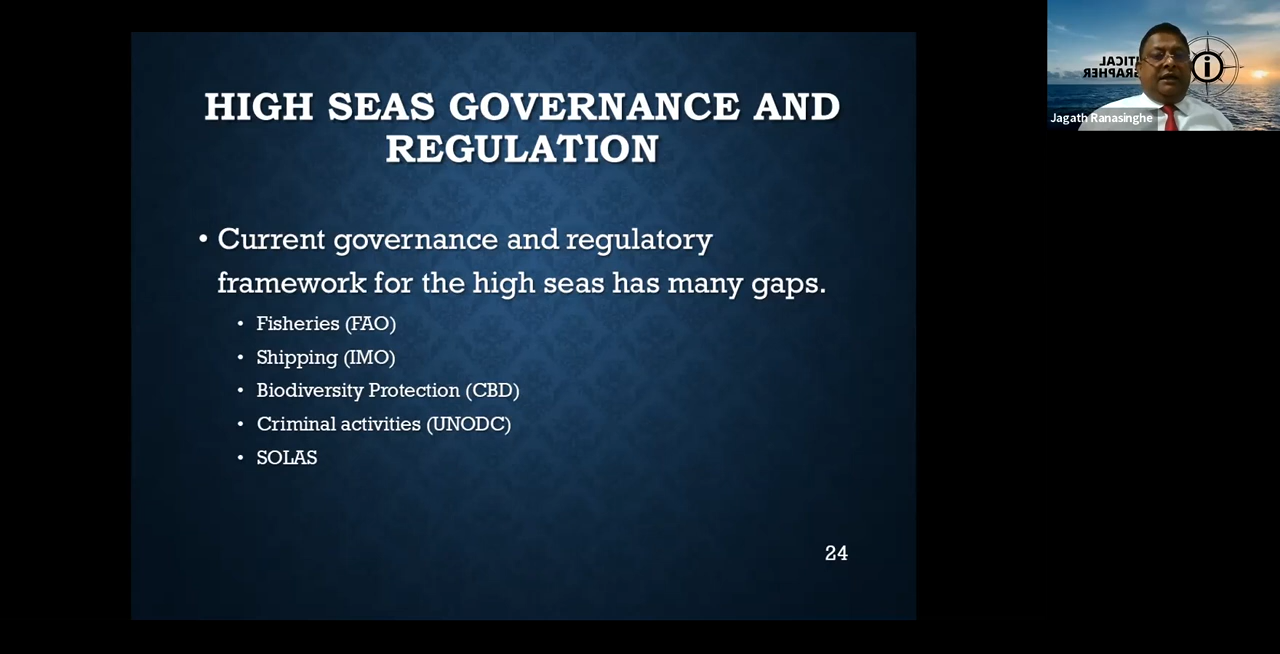 HIGH SEAS GOVERNANCE AND
REGULATION
• Current governance and regulatory
framework for the high seas has many gaps.
• Fisheries (FAO)
• Shipping (IMO)
• Biodiversity Protection (CBD)
• Criminal activities (UNODC)
• SOLAS
24
Jagath Ranasinghe